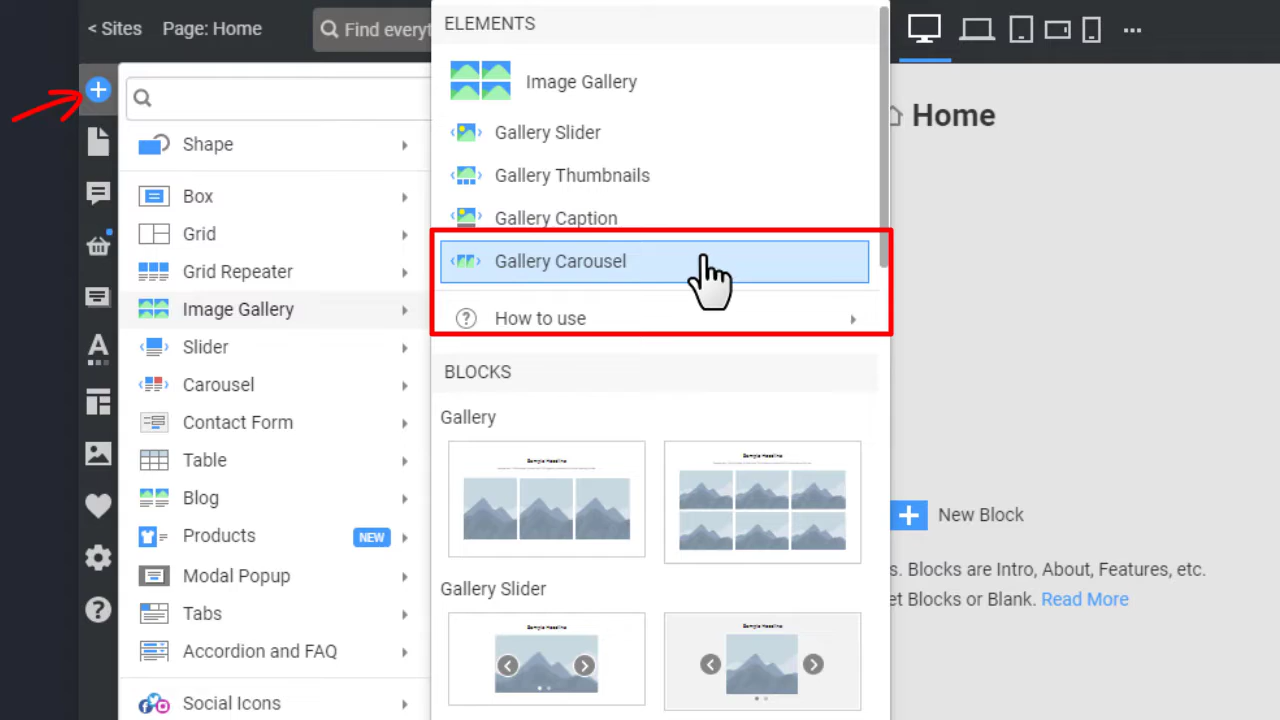 < Sites
Page: Home
Find everyt
Shape
Box
Grid
Grid Repeater
Image Gallery
Slider
Carousel
Contact Form
Table
Blog
Products NEW
Modal Popup
Tabs
Accordion and FAQ
Social Icons
ELEMENTS
Image Gallery
Gallery Slider
Gallery Thumbnails
Gallery Caption
Gallery Carousel
How to use
BLOCKS
Gallery
Sample Headline
Sample Headline
Gallery Slider
Sample Headline
Sample Headline
Home
New Block
s. Blocks are Intro, About, Features, etc.
et Blocks or Blank. Read More